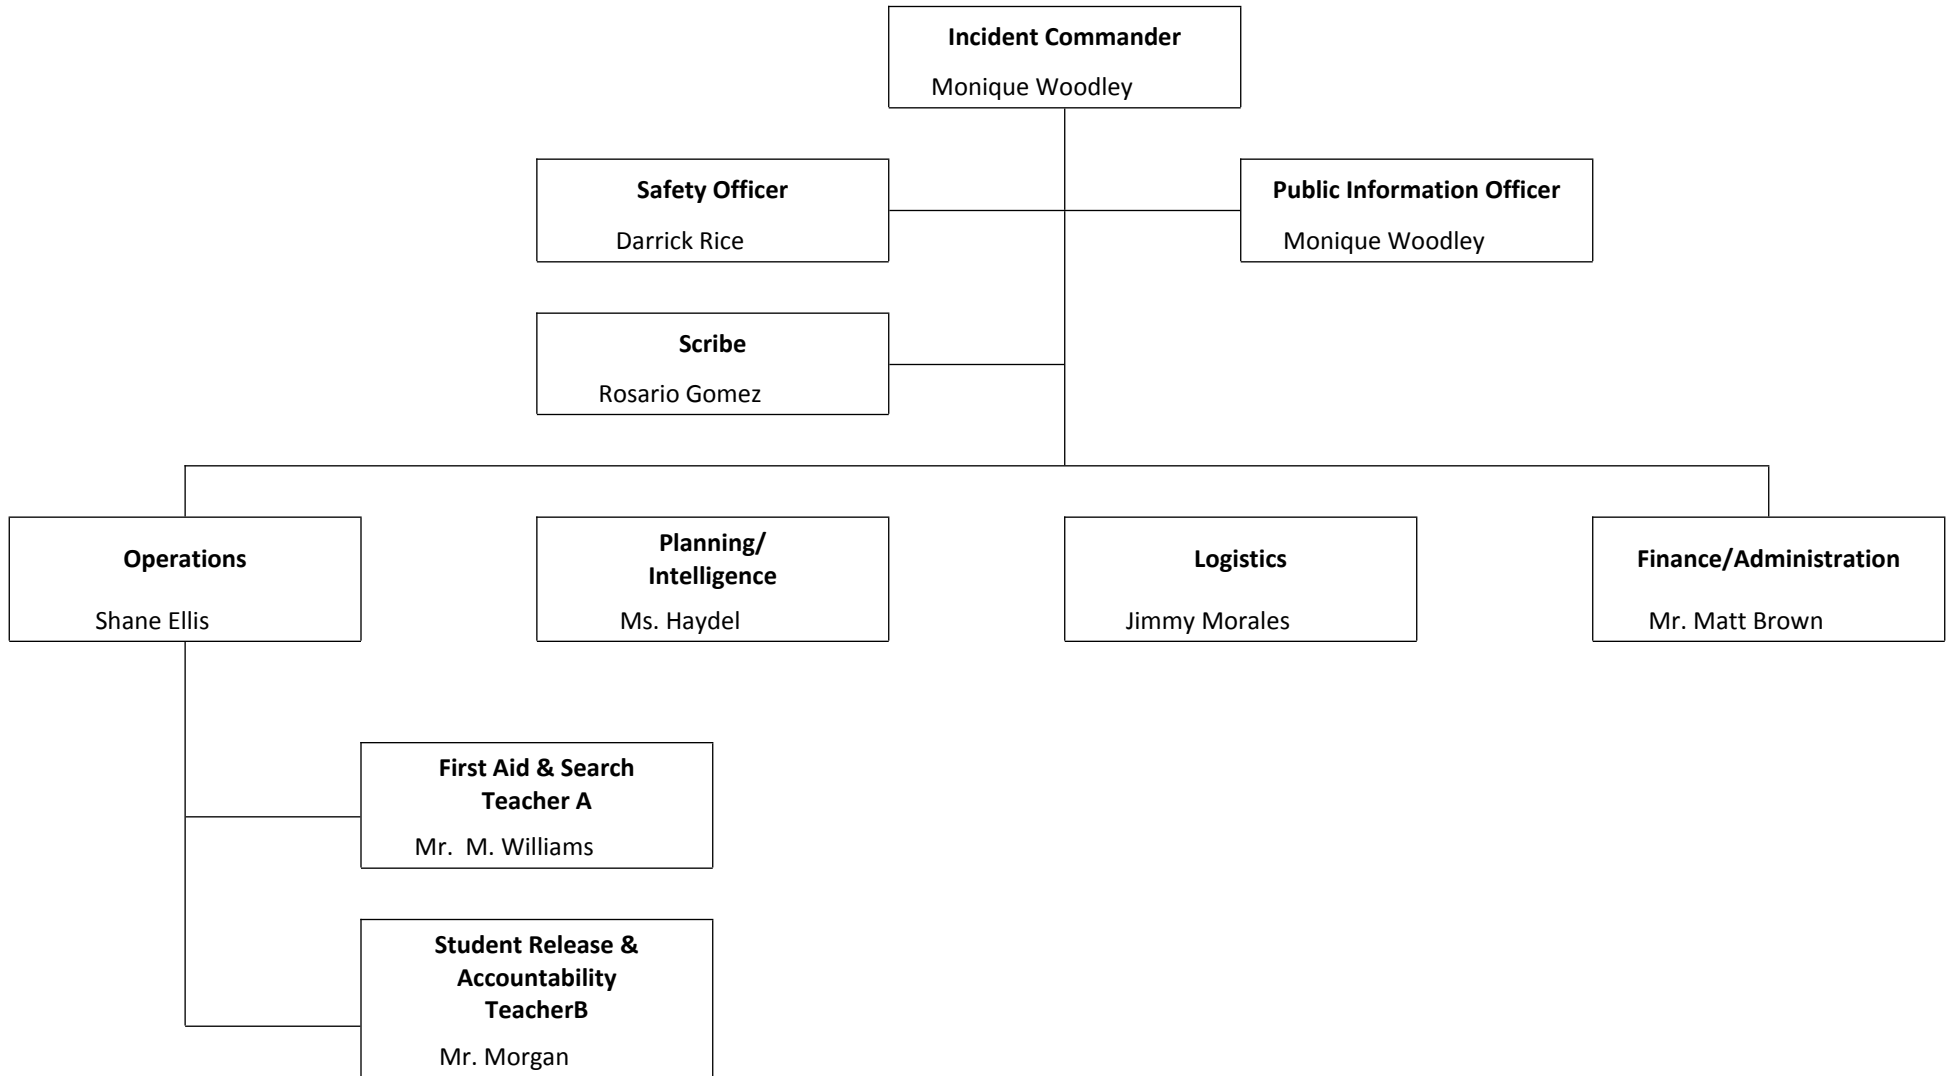 Incident Commander
Monique Woodley
Safety Officer
Darrick Rice
Public Information Officer
Monique Woodley
Scribe
Rosario Gomez
Operations
Shane Ellis
Planning/
Intelligence
Ms. Haydel
Logistics
Jimmy Morales
Finance/Administration
Mr. Matt Brown
First Aid & Search
Teacher A
Mr.  M. Williams
Student Release &
Accountability
TeacherB
Mr. Morgan